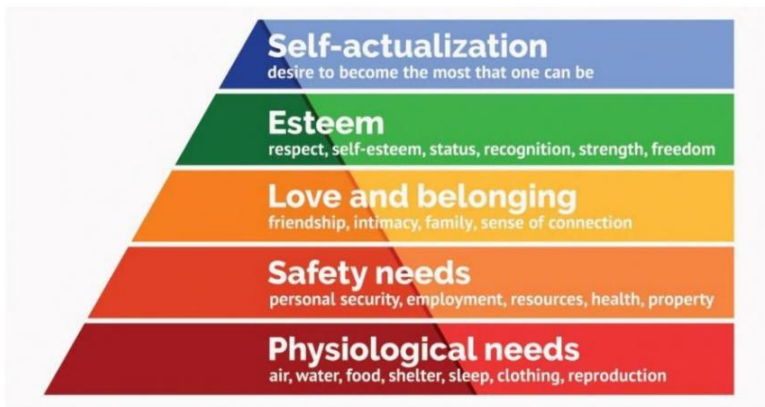 Self-actualization
desire to become the most that one can be
Esteem
respect, self-esteem, status, recognition, strength, freedom
Love and belonging
friendship, intimacy, family, sense of connection
Safety needs
personal security, employment, resources, health, property
Physiological needs
air, water, food, shelter, sleep, clothing, reproduction